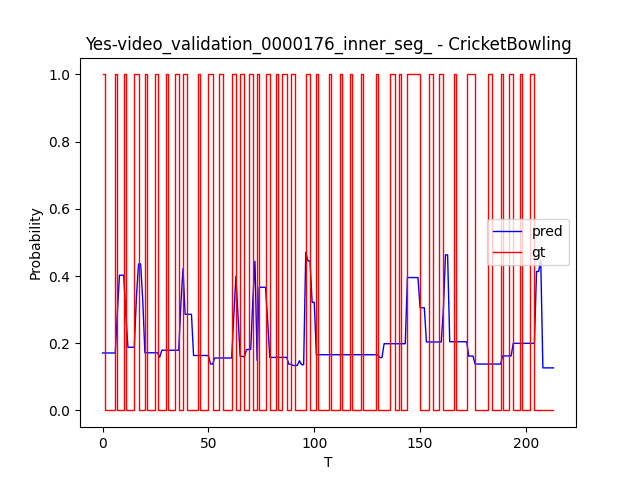 Yes-video_validation_0000176_inner_seg_ - CricketBowling
1.0
0.8
0.6
0.4
0.2
0.0
Probability
pred
gt
0 50 100 150 200
T